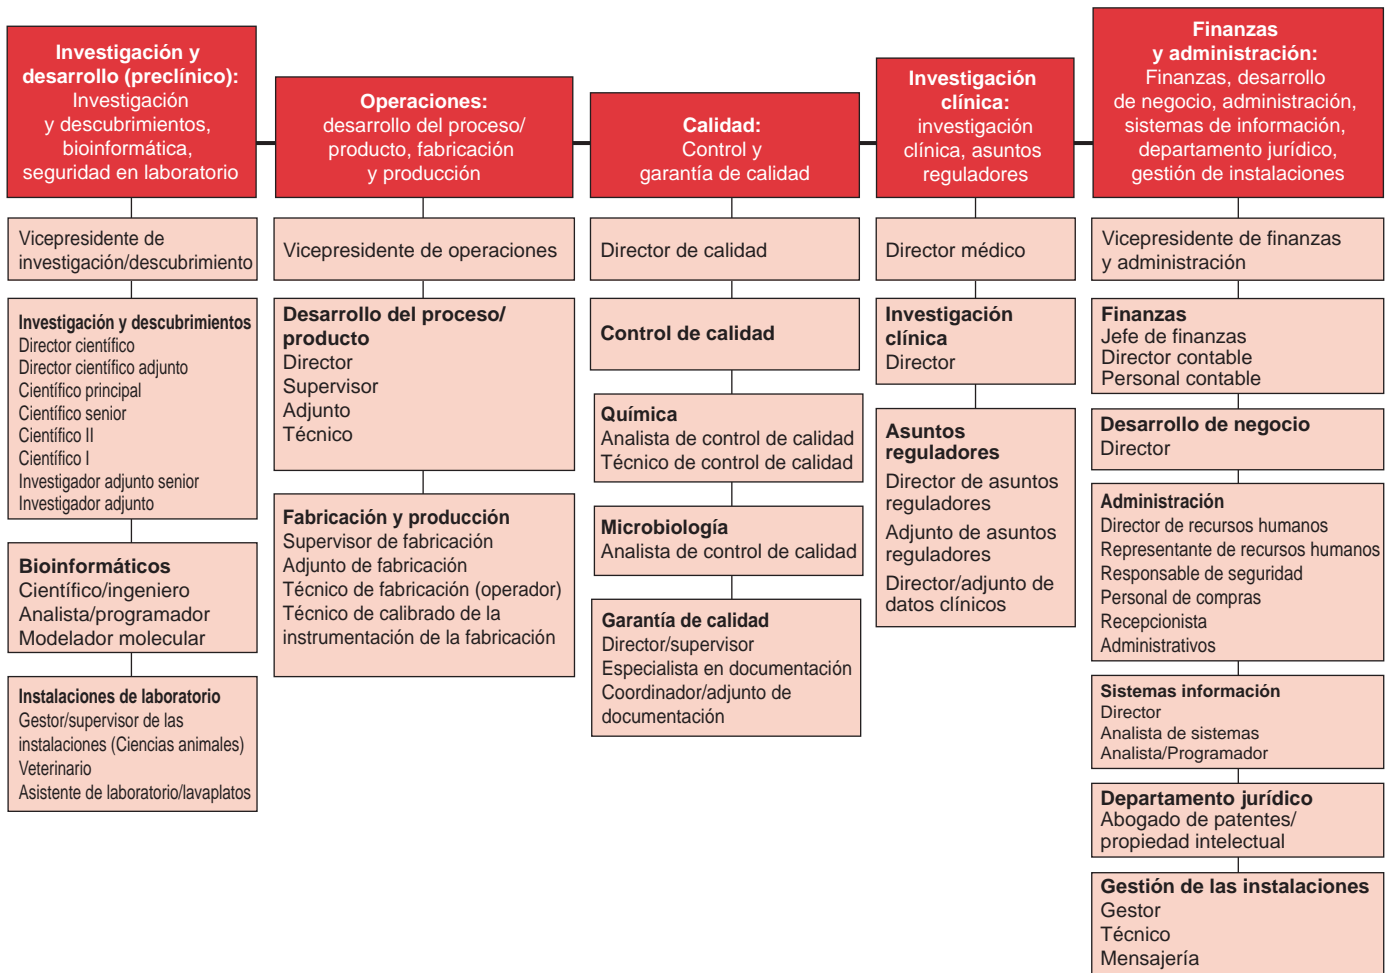 Investigación y
desarrollo (preclínico):
Investigación
y descubrimientos,
bioinformática,
seguridad en laboratorio
Vicepresidente de
investigación/descubrimiento
Investigación y descubrimientos
Director científico
Director científico adjunto
Científico principal
Científico senior
Científico II
Científico I
Investigador adjunto senior
Investigador adjunto
Bioinformáticos
Científico/ingeniero
Analista/programador
Modelador molecular
Instalaciones de laboratorio
Gestor/supervisor de las
instalaciones (Ciencias animales)
Veterinario
Asistente de laboratorio/lavaplatos
Operaciones:
desarrollo del proceso/
producto, fabricación
y producción
Vicepresidente de operaciones
Desarrollo del proceso/
producto
Director
Supervisor
Adjunto
Técnico
Fabricación y producción
Supervisor de fabricación
Adjunto de fabricación
Técnico de fabricación (operador)
Técnico de calibrado de la
instrumentación de la fabricación
Calidad:
Control y
garantía de calidad
Director de calidad
Control de calidad
Química
Analista de control de calidad
Técnico de control de calidad
Microbiología
Analista de control de calidad
Garantía de calidad
Director/supervisor
Especialista en documentación
Coordinador/adjunto de
documentación
Investigación
clínica:
investigación
clínica, asuntos
reguladores
Director médico
Investigación
clínica
Director
Asuntos
reguladores
Director de asuntos
reguladores
Adjunto de asuntos
reguladores
Director/adjunto de
datos clínicos
Finanzas
y administración:
Finanzas, desarrollo
de negocio, administración,
sistemas de información,
departamento jurídico,
gestión de instalaciones
Vicepresidente de finanzas
y administración
Finanzas
Jefe de finanzas
Director contable
Personal contable
Desarrollo de negocio
Director
Administración
Director de recursos humanos
Representante de recursos humanos
Responsable de seguridad
Personal de compras
Recepcionista
Administrativos
Sistemas información
Director
Analista de sistemas
Analista/Programador
Departamento jurídico
Abogado de patentes/
propiedad intelectual
Gestión de las instalaciones
Gestor
Técnico
Mensajería